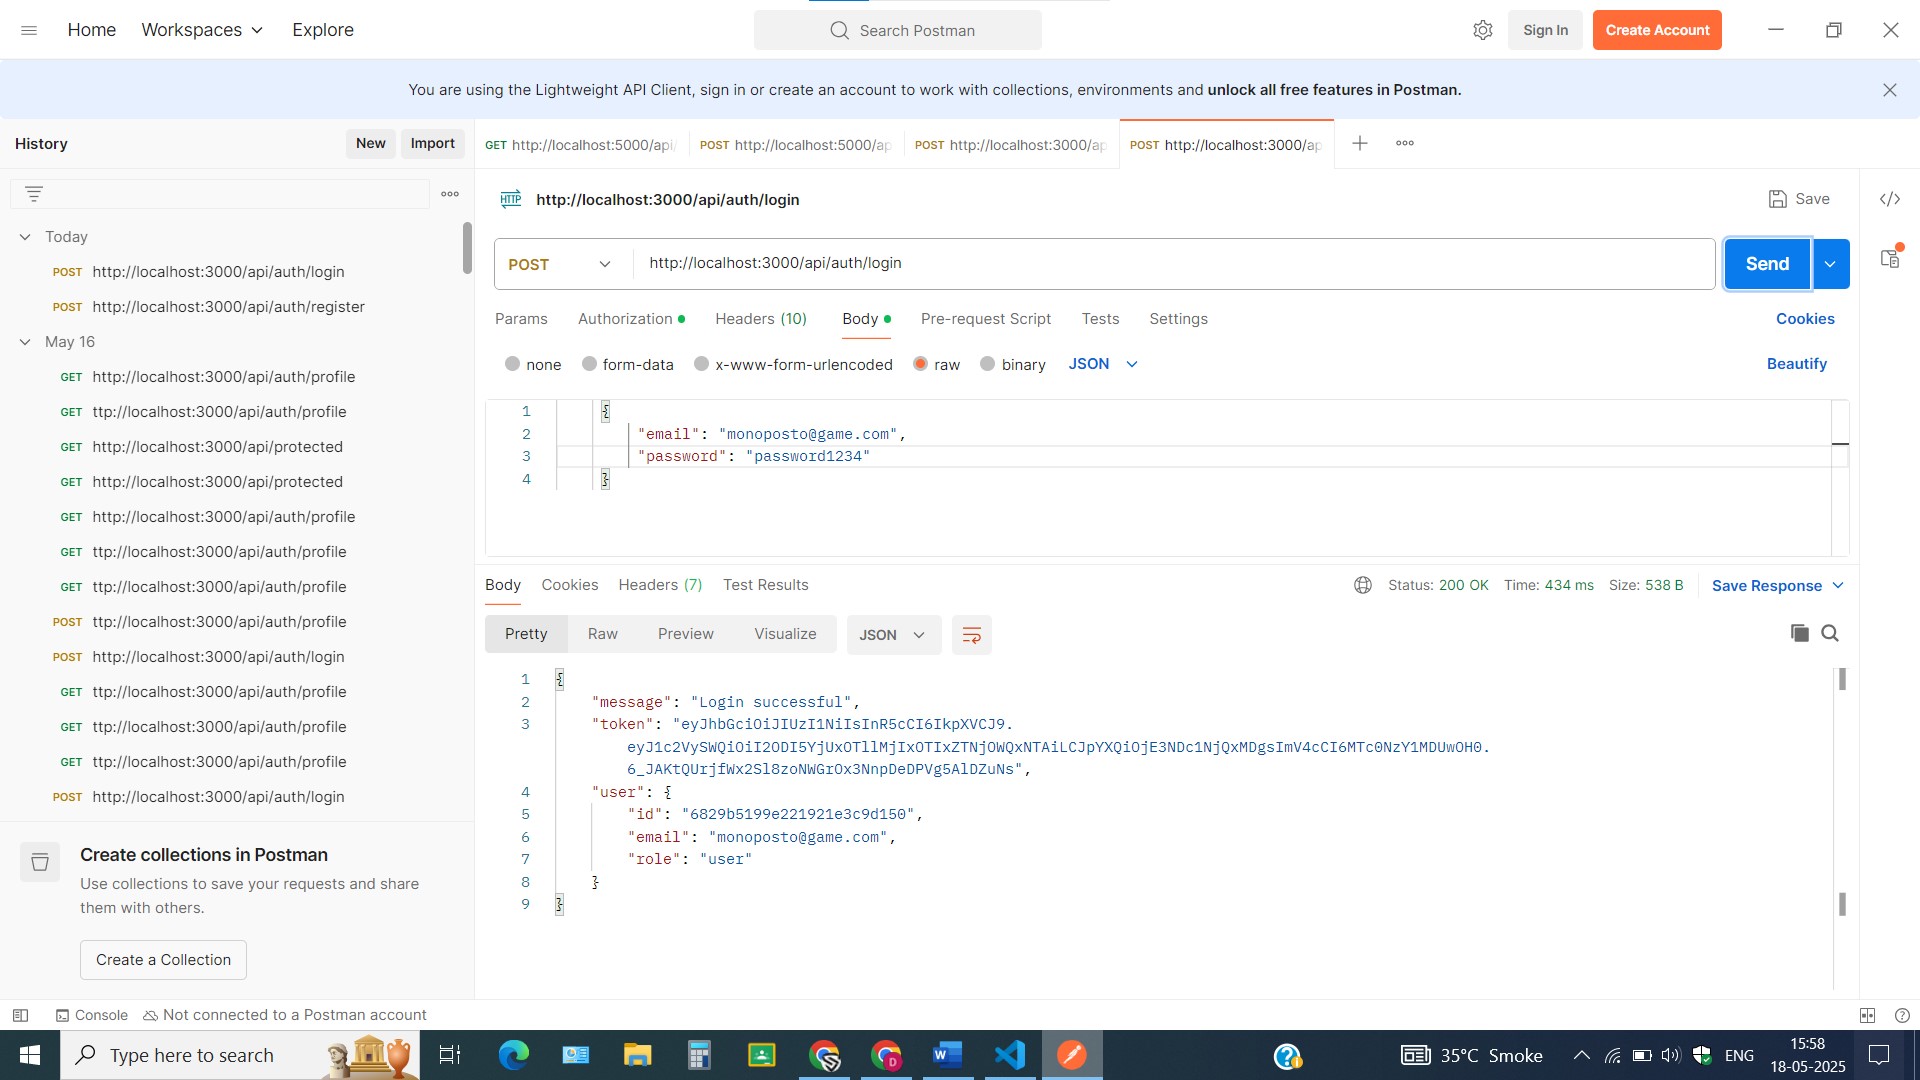 Home Workspaces Explore Search Postman Sign In Create Account
You are using the Lightweight API Client, sign in or create an account to work with collections, environments and unlock all free features in Postman.
History New Import
GET http://localhost:5000/api/ POST http://localhost:5000/ap POST http://localhost:3000/ap POST http://localhost:3000/ap
HTTP http://localhost:3000/api/auth/login Save
Today
POST http://localhost:3000/api/auth/login
POST http://localhost:3000/api/auth/register
May 16
GET http://localhost:3000/api/auth/profile
GET ttp://localhost:3000/api/auth/profile
GET http://localhost:3000/api/protected
GET http://localhost:3000/api/protected
GET http://localhost:3000/api/auth/profile
GET ttp://localhost:3000/api/auth/profile
GET ttp://localhost:3000/api/auth/profile
POST ttp://localhost:3000/api/auth/profile
POST http://localhost:3000/api/auth/login
GET ttp://localhost:3000/api/auth/profile
GET ttp://localhost:3000/api/auth/profile
GET ttp://localhost:3000/api/auth/profile
POST http://localhost:3000/api/auth/login
Create collections in Postman
Use collections to save your requests and share
them with others.
Create a Collection
POST http://localhost:3000/api/auth/login Send
Params Authorization Headers (10) Body Pre-request Script Tests Settings Cookies
none form-data x-www-form-urlencoded raw binary JSON Beautify
1 {
2 "email": "monoposto@game.com",
3 "password": "password1234"
4 }
Body Cookies Headers (7) Test Results Status: 200 OK Time: 434 ms Size: 538 B Save Response
Pretty Raw Preview Visualize JSON
1 {
2 "message": "Login successful",
3 "token": "eyJhbGciOiJIUzI1NiIsInR5cCI6IkpXVCJ9.
eyJ1c2VySWQiOiI2ODI5YjUxOTllMjIxOTIxZTNjOWQxNTAiLCJpYXQiOjE3NDc1NjQxMDgsImV4cCI6MTc0NzY1MDUwOH0.
6_JAKtQUrjfWx2Sl8zoNWGrOx3NnpDeDPVg5AlDZuNs",
4 "user": {
5 "id": "6829b5199e221921e3c9d150",
6 "email": "monoposto@game.com",
7 "role": "user"
8 }
9 }
Console Not connected to a Postman account
Type here to search 35°C Smoke ENG 15:58
18-05-2025